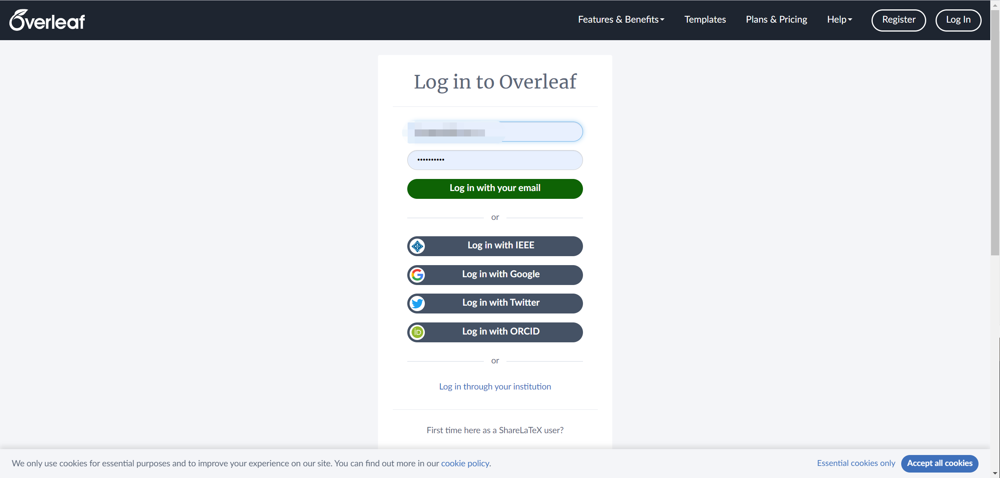 Overleaf
Features & Benefits
Templates
Plans & Pricing
Help
Register
Log In
Log in to Overleaf
••••••••••
Log in with your email
or
Log in with IEEE
Log in with Google
Log in with Twitter
iD
Log in with ORCID
or
Log in through your institution
First time here as a ShareLaTeX user?
We only use cookies for essential purposes and to improve your experience on our site. You can find out more in our cookie policy.
Essential cookies only
Accept all cookies